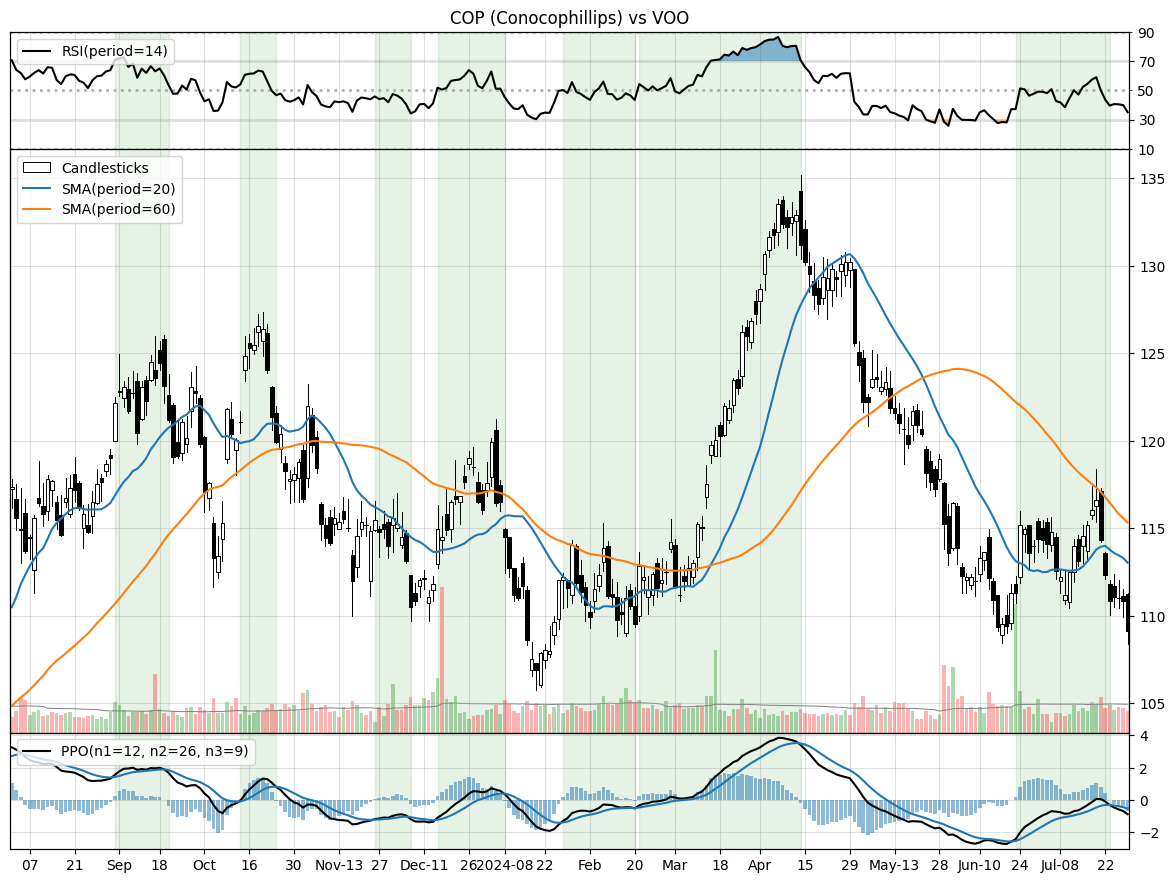 COP (Conocophillips) vs VOO
RSI(period=14)
90
70
50
30
10
Candlesticks
SMA(period=20)
SMA(period=60)
135
130
125
120
115
110
105
PPO(n1=12, n2=26, n3=9)
4
2
0
−2
07 21 Sep 18 Oct 16 30 Nov-13 27 Dec-11 26 2024-08 22 Feb 20 Mar 18 Apr 15 29 May-13 28 Jun-10 24 Jul-08 22